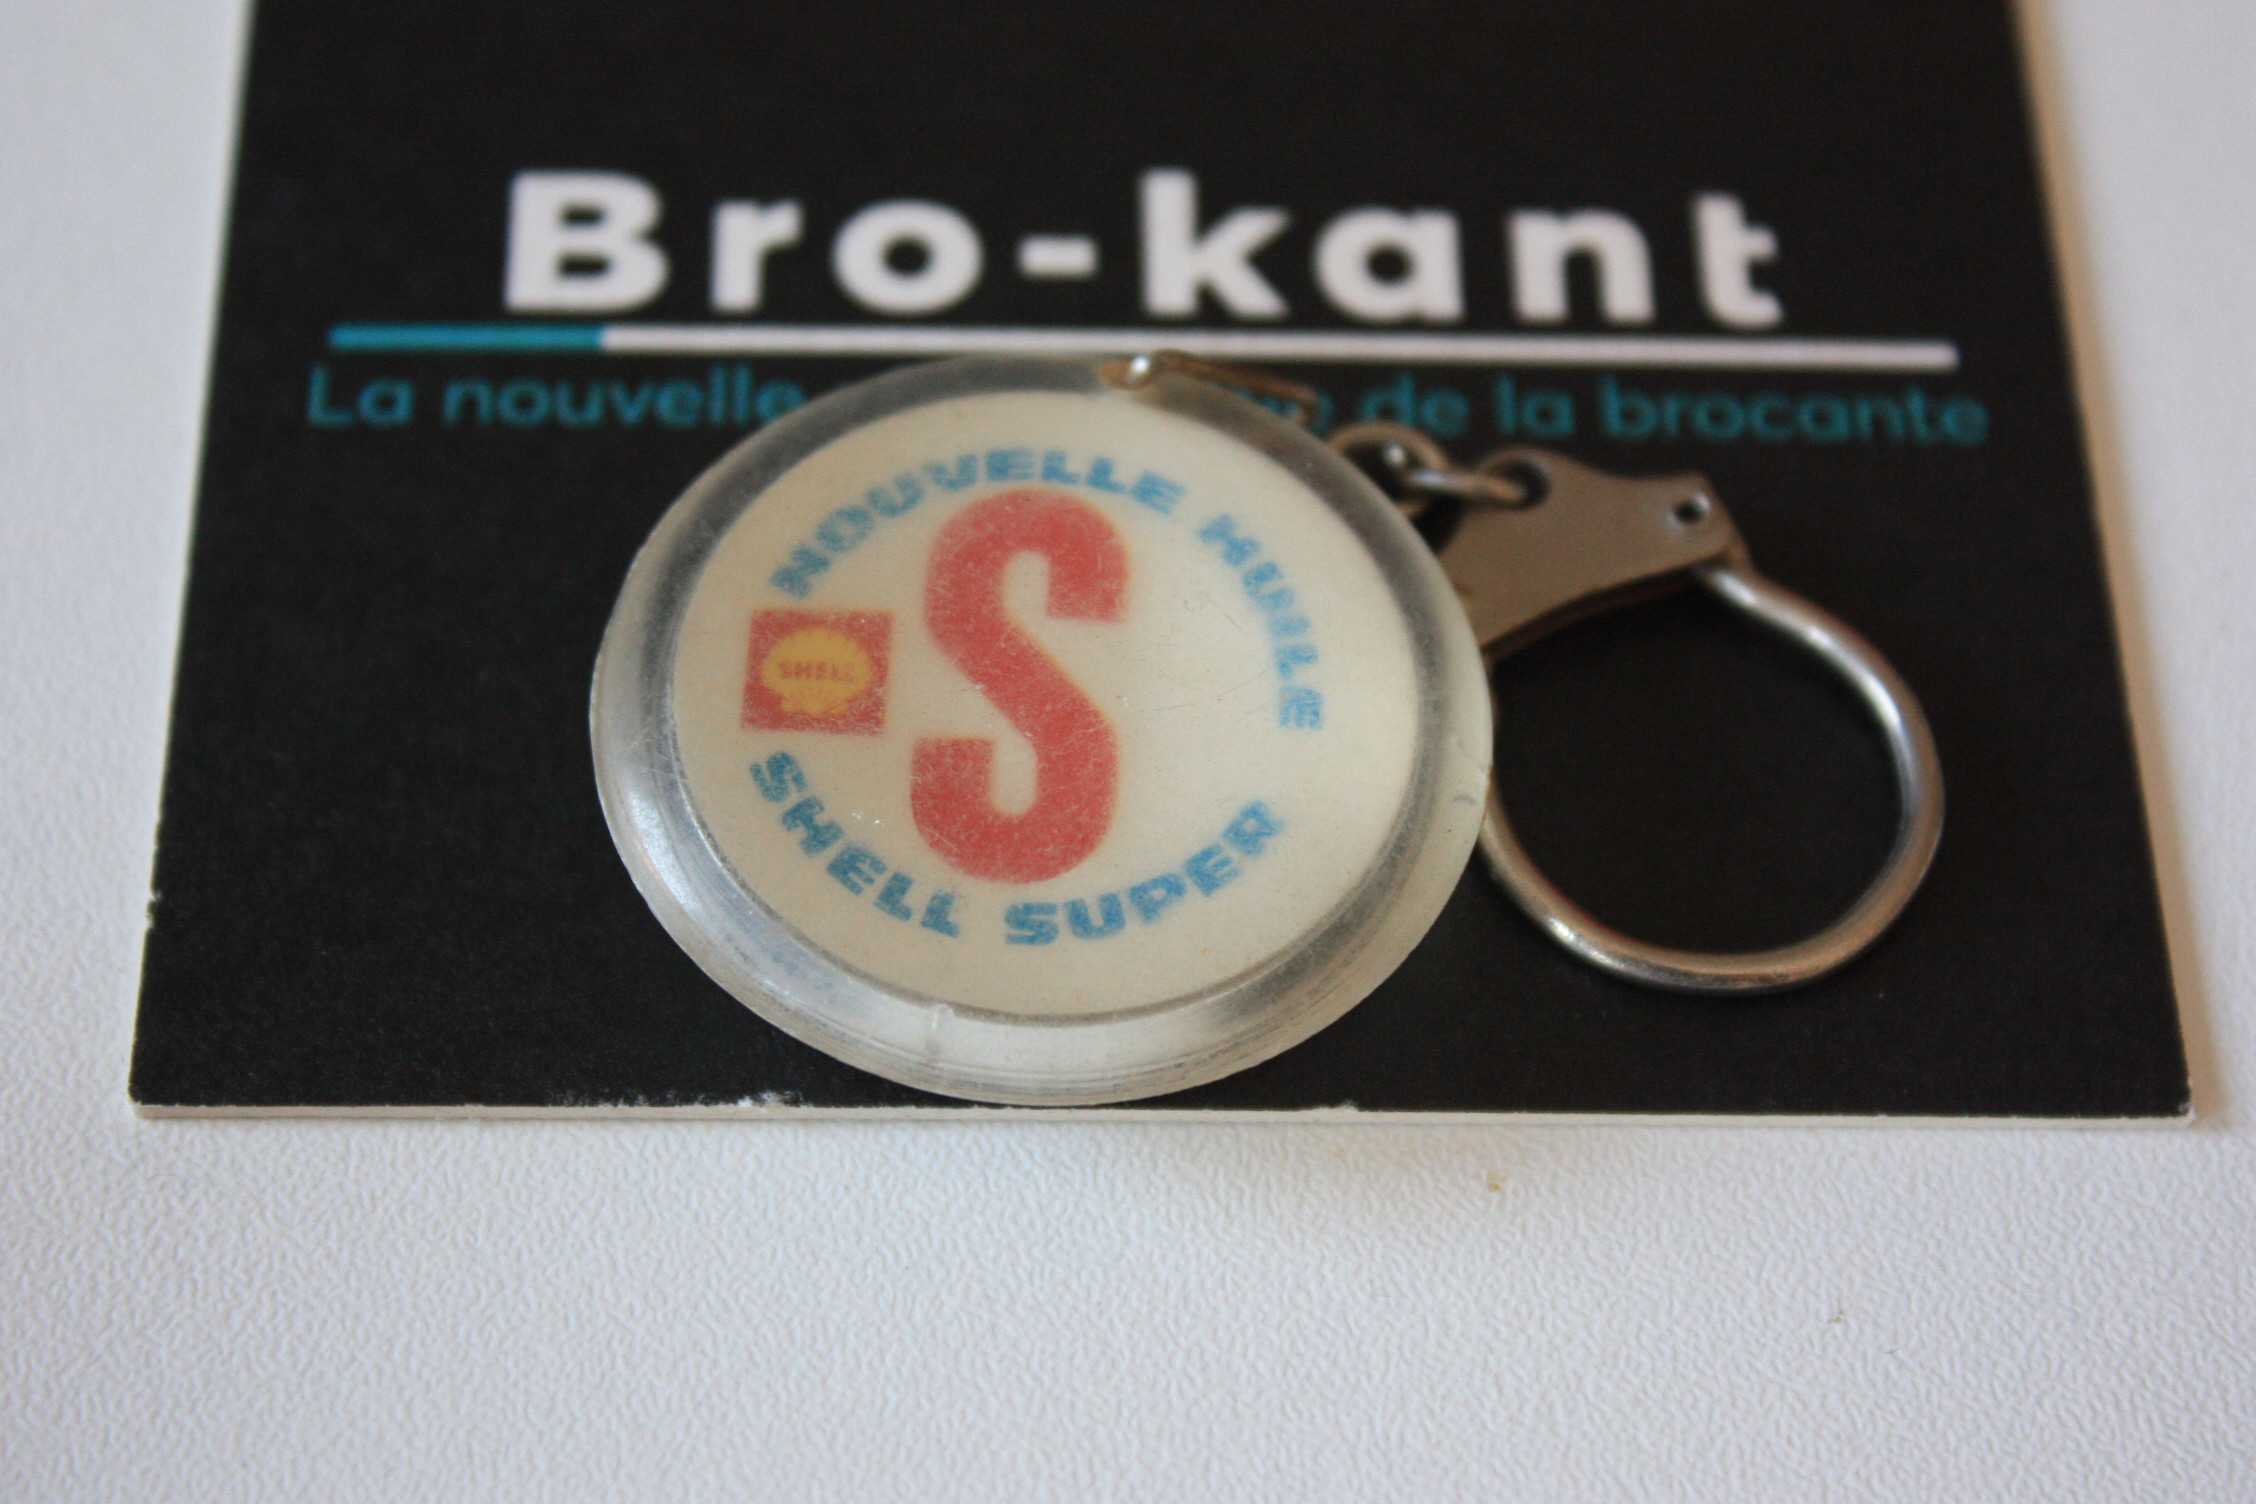 Bro-kant
La nouvelle de la brocante
NOUVELLE HUILE
S
SHELL
SHELL SUPER